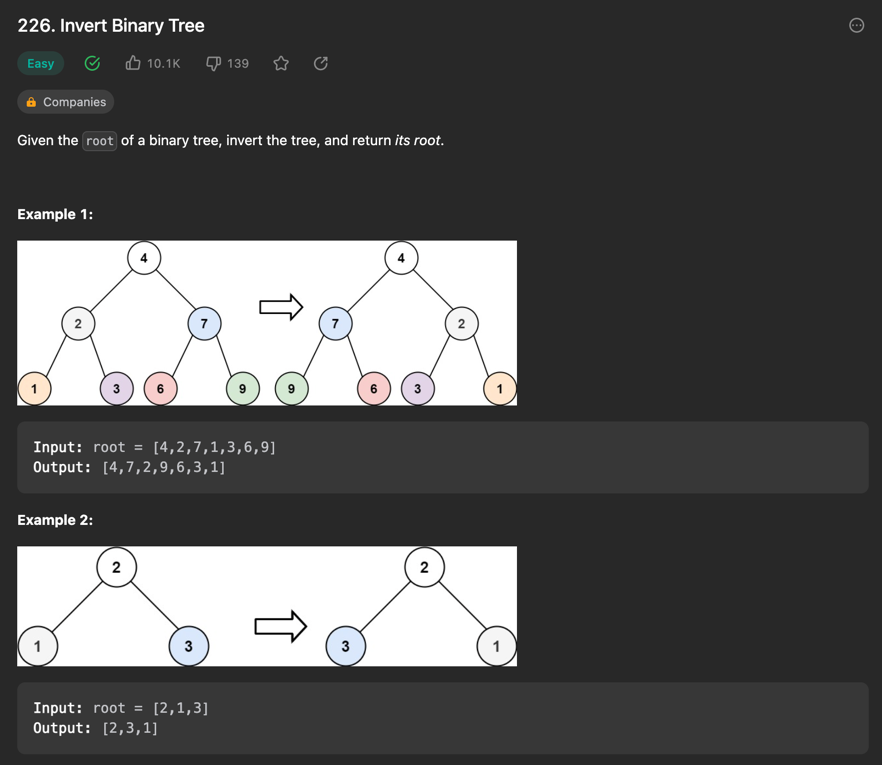 226. Invert Binary Tree
Easy 10.1K 139
Companies
Given the root of a binary tree, invert the tree, and return its root.
Example 1:
4 4
2 7 7 2
1 3 6 9 9 6 3 1
Input: root = [4,2,7,1,3,6,9]
Output: [4,7,2,9,6,3,1]
Example 2:
2 2
1 3 3 1
Input: root = [2,1,3]
Output: [2,3,1]